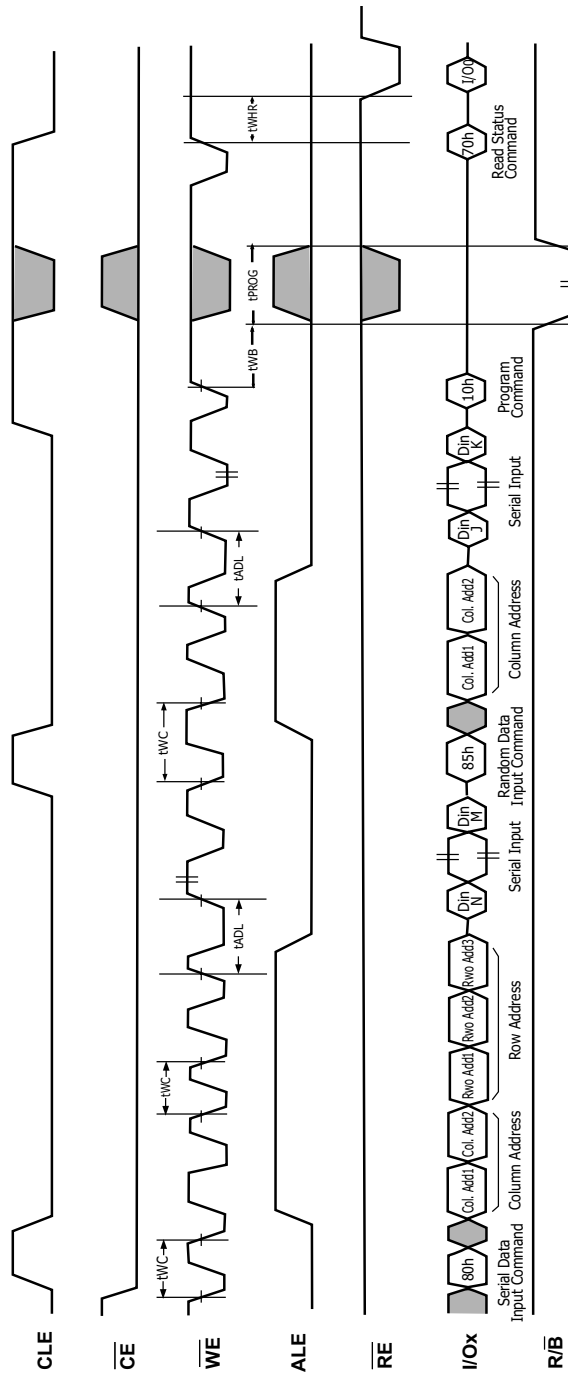 CLE
CE
WE
tWC
tWC
tADL
tWC
tADL
tWB
tPROG
tWHR
ALE
RE
I/Ox
80h
Col. Add1
Col. Add2
Rwo Add1
Rwo Add2
Rwo Add3
Din
N
Din
M
85h
Col. Add1
Col. Add2
Din
J
Din
K
10h
70h
I/O0
Serial Data
Input Command
Column Address
Row Address
Serial Input
Random Data
Input Command
Column Address
Serial Input
Program
Command
Read Status
Command
R/B